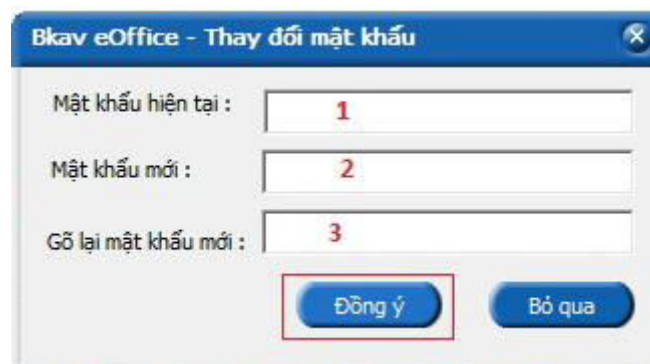 Bkav eOffice - Thay đổi mật khẩu
Mật khẩu hiện tại : 1
Mật khẩu mới : 2
Gõ lại mật khẩu mới : 3
Đồng ý Bỏ qua